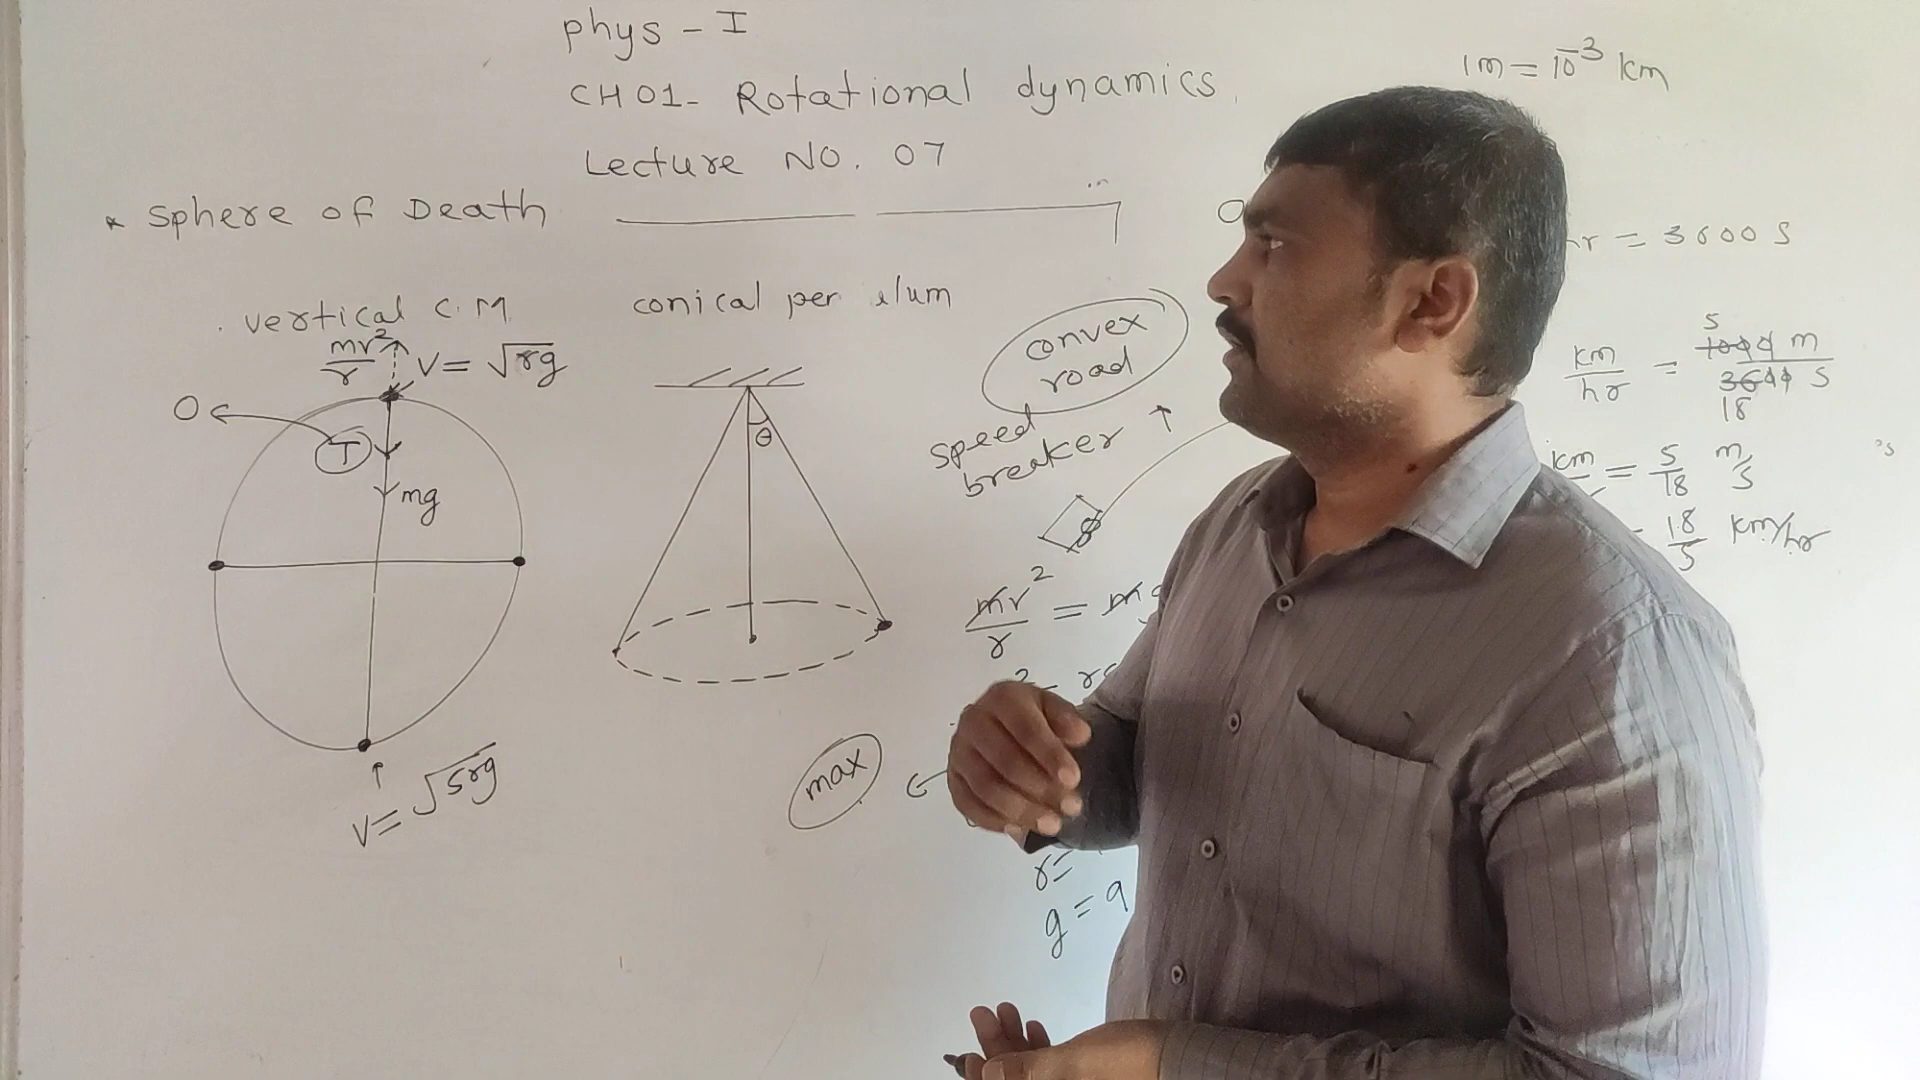 phys - I
CH01- Rotational dynamics
Lecture NO. 07
* Sphere of Death
vertical C.M
mv²/r
V = √rg
O
T
mg
V = √5rg
conical per
θ
convex
road
speed
breaker ↑
mv²/r = m
max
r =
g = 9
1m = 10⁻³ km
hr = 3600 S
km/hr = 1000 m/3600 S
5
18
km = 5/18 m/s
18/5 km/hr